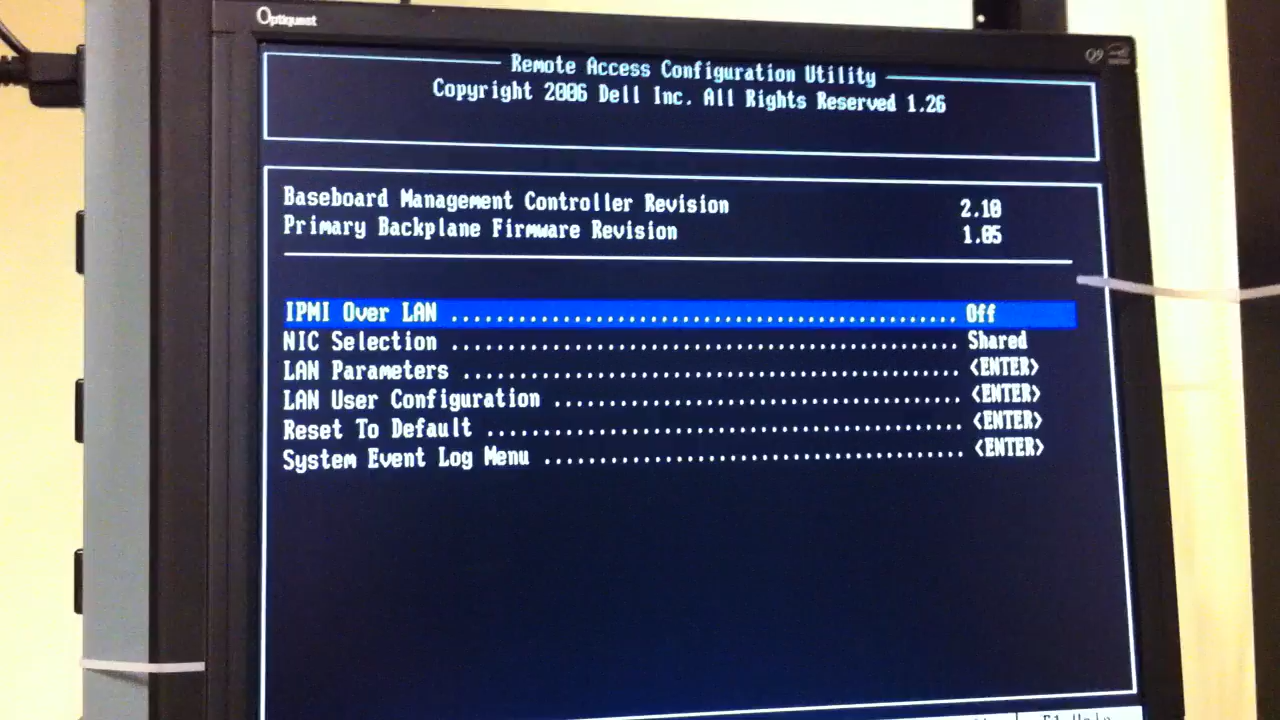 Optiquest
Q9
Remote Access Configuration Utility
Copyright 2006 Dell Inc. All Rights Reserved 1.26
Baseboard Management Controller Revision 2.10
Primary Backplane Firmware Revision 1.05
IPMI Over LAN ............................................. Off
NIC Selection ............................................. Shared
LAN Parameters ............................................ <ENTER>
LAN User Configuration .................................... <ENTER>
Reset To Default .......................................... <ENTER>
System Event Log Menu ..................................... <ENTER>